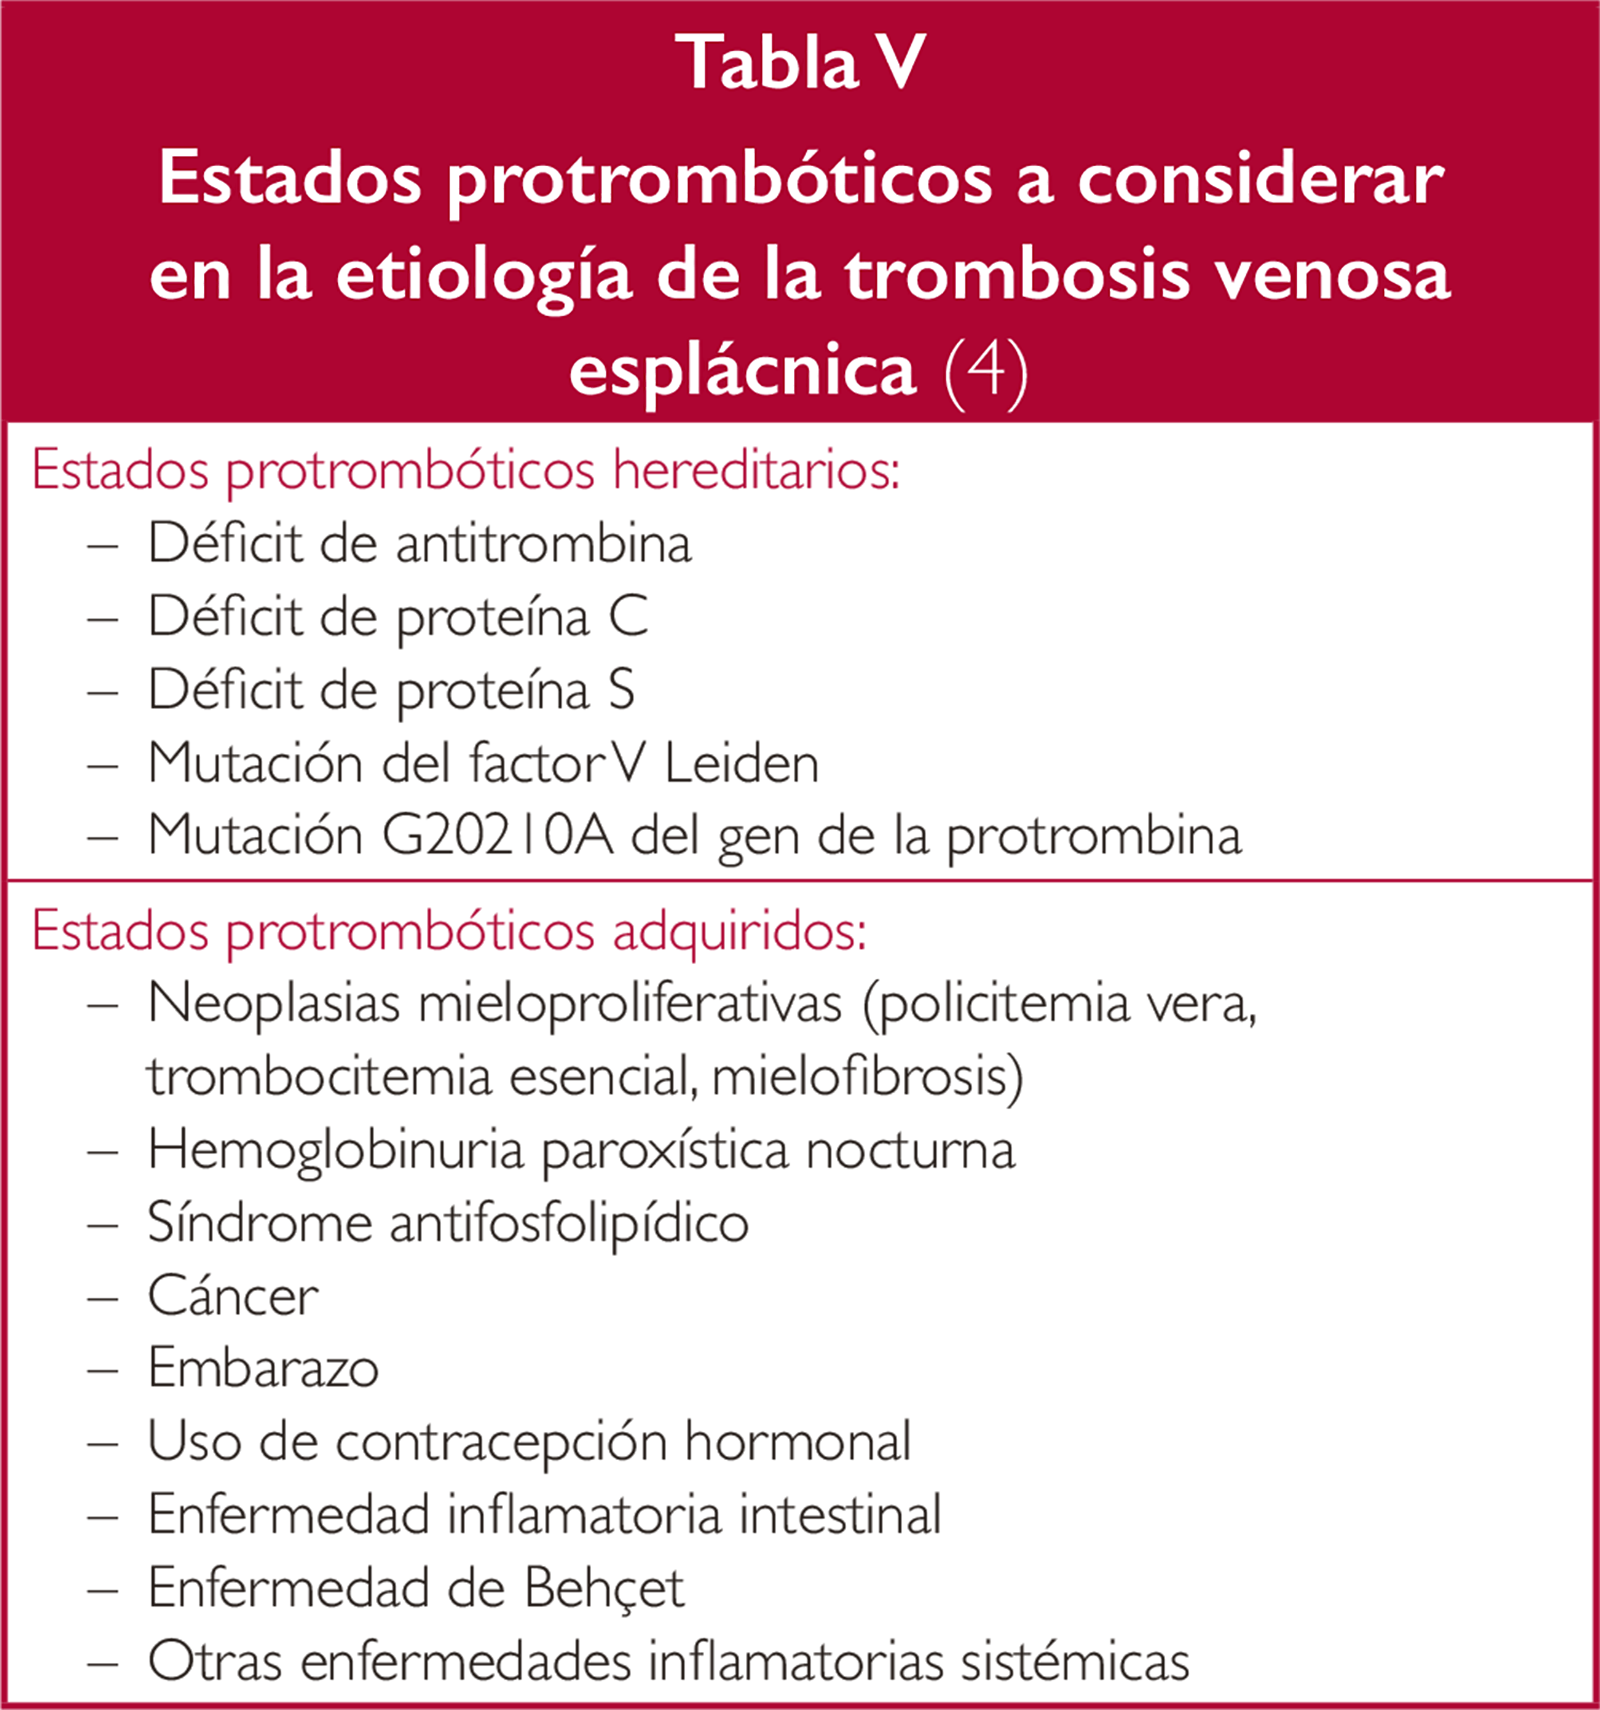 Tabla V
Estados protrombóticos a considerar
en la etiología de la trombosis venosa
esplácnica (4)
Estados protrombóticos hereditarios:
– Déficit de antitrombina
– Déficit de proteína C
– Déficit de proteína S
– Mutación del factor V Leiden
– Mutación G20210A del gen de la protrombina
Estados protrombóticos adquiridos:
– Neoplasias mieloproliferativas (policitemia vera,
trombocitemia esencial, mielofibrosis)
– Hemoglobinuria paroxística nocturna
– Síndrome antifosfolipídico
– Cáncer
– Embarazo
– Uso de contracepción hormonal
– Enfermedad inflamatoria intestinal
– Enfermedad de Behçet
– Otras enfermedades inflamatorias sistémicas